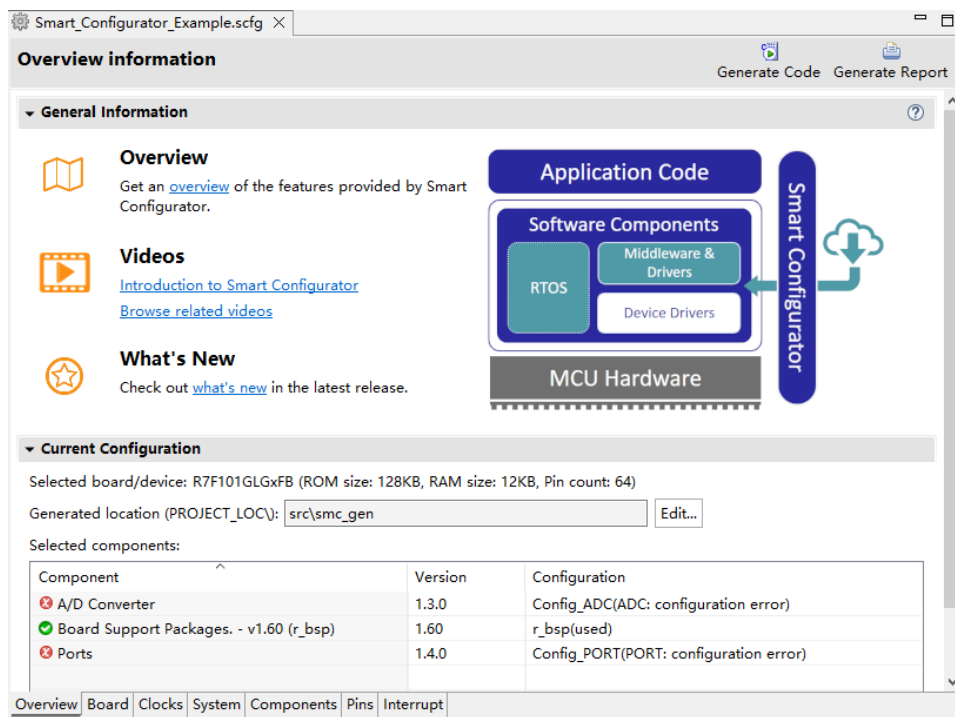 Smart_Configurator_Example.scfg
Overview information
Generate Code
Generate Report
General Information
Overview
Get an overview of the features provided by Smart
Configurator.
Videos
Introduction to Smart Configurator
Browse related videos
What's New
Check out what's new in the latest release.
Application Code
Software Components
RTOS
Middleware &
Drivers
Device Drivers
MCU Hardware
Smart Configurator
Current Configuration
Selected board/device: R7F101GLGxFB (ROM size: 128KB, RAM size: 12KB, Pin count: 64)
Generated location (PROJECT_LOC\): src\smc_gen Edit...
Selected components:
Component Version Configuration
A/D Converter 1.3.0 Config_ADC(ADC: configuration error)
Board Support Packages. - v1.60 (r_bsp) 1.60 r_bsp(used)
Ports 1.4.0 Config_PORT(PORT: configuration error)
Overview Board Clocks System Components Pins Interrupt